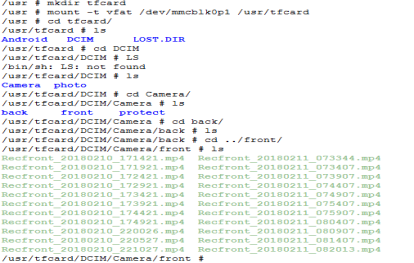 /usr # mkdir tfcard
/usr # mount -t vfat /dev/mmcblk0p1 /usr/tfcard
/usr # cd tfcard/
/usr/tfcard # ls
Android DCIM LOST.DIR
/usr/tfcard # cd DCIM
/usr/tfcard/DCIM # LS
/bin/sh: LS: not found
/usr/tfcard/DCIM # ls
Camera photo
/usr/tfcard/DCIM # cd Camera/
/usr/tfcard/DCIM/Camera # ls
back front protect
/usr/tfcard/DCIM/Camera # cd back/
/usr/tfcard/DCIM/Camera/back # ls
/usr/tfcard/DCIM/Camera/back # cd ../front/
/usr/tfcard/DCIM/Camera/front # ls
Recfront_20180210_171421.mp4 Recfront_20180211_073344.mp4
Recfront_20180210_171921.mp4 Recfront_20180211_073407.mp4
Recfront_20180210_172421.mp4 Recfront_20180211_073907.mp4
Recfront_20180210_172921.mp4 Recfront_20180211_074407.mp4
Recfront_20180210_173421.mp4 Recfront_20180211_074907.mp4
Recfront_20180210_173921.mp4 Recfront_20180211_075407.mp4
Recfront_20180210_174421.mp4 Recfront_20180211_075907.mp4
Recfront_20180210_174921.mp4 Recfront_20180211_080407.mp4
Recfront_20180210_220026.mp4 Recfront_20180211_080907.mp4
Recfront_20180210_220527.mp4 Recfront_20180211_081407.mp4
Recfront_20180210_221027.mp4 Recfront_20180211_082013.mp4
/usr/tfcard/DCIM/Camera/front #